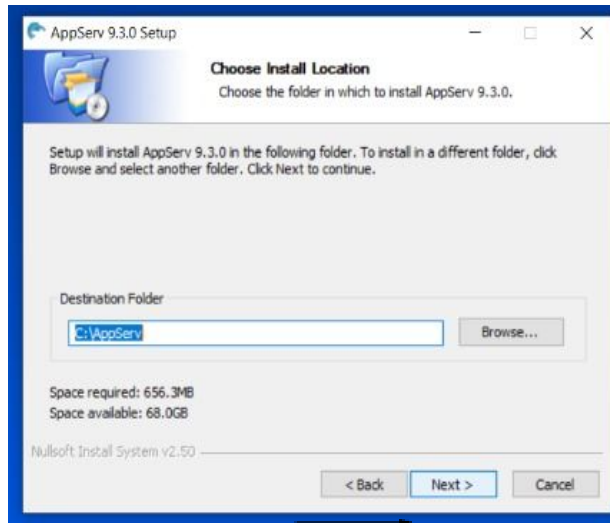 AppServ 9.3.0 Setup
Choose Install Location
Choose the folder in which to install AppServ 9.3.0.
Setup will install AppServ 9.3.0 in the following folder. To install in a different folder, click
Browse and select another folder. Click Next to continue.
Destination Folder
C:\AppServ
Browse...
Space required: 656.3MB
Space available: 68.0GB
Nullsoft Install System v2.50
< Back
Next >
Cancel